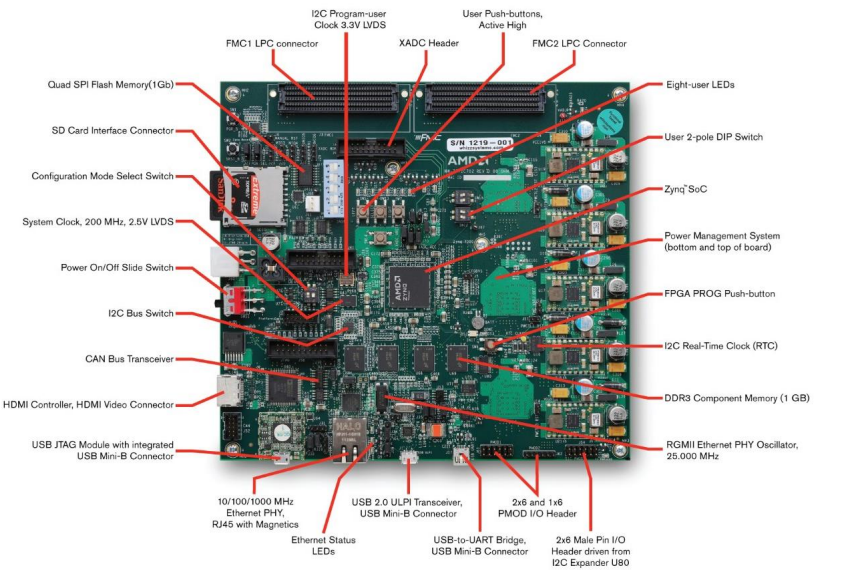 I2C Program-user
Clock 3.3V LVDS
User Push-buttons,
Active High
FMC1 LPC connector
XADC Header
FMC2 LPC Connector
Quad SPI Flash Memory(1Gb)
Eight-user LEDs
SD Card Interface Connector
User 2-pole DIP Switch
Configuration Mode Select Switch
Zynq™SoC
System Clock, 200 MHz, 2.5V LVDS
Power Management System
(bottom and top of board)
Power On/Off Slide Switch
FPGA PROG Push-button
I2C Bus Switch
I2C Real-Time Clock (RTC)
CAN Bus Transceiver
DDR3 Component Memory (1 GB)
HDMI Controller, HDMI Video Connector
USB JTAG Module with integrated
USB Mini-B Connector
RGMII Ethernet PHY Oscillator,
25.000 MHz
10/100/1000 MHz
Ethernet PHY,
RJ45 with Magnetics
Ethernet Status
LEDs
USB 2.0 ULPI Transceiver,
USB Mini-B Connector
USB-to-UART Bridge,
USB Mini-B Connector
2x6 and 1x6
PMOD I/O Header
2x6 Male Pin I/O
Header driven from
I2C Expander U80
FMC
S/N 1219-001
AMD
extreme
AMD
ZYNQ
HALO